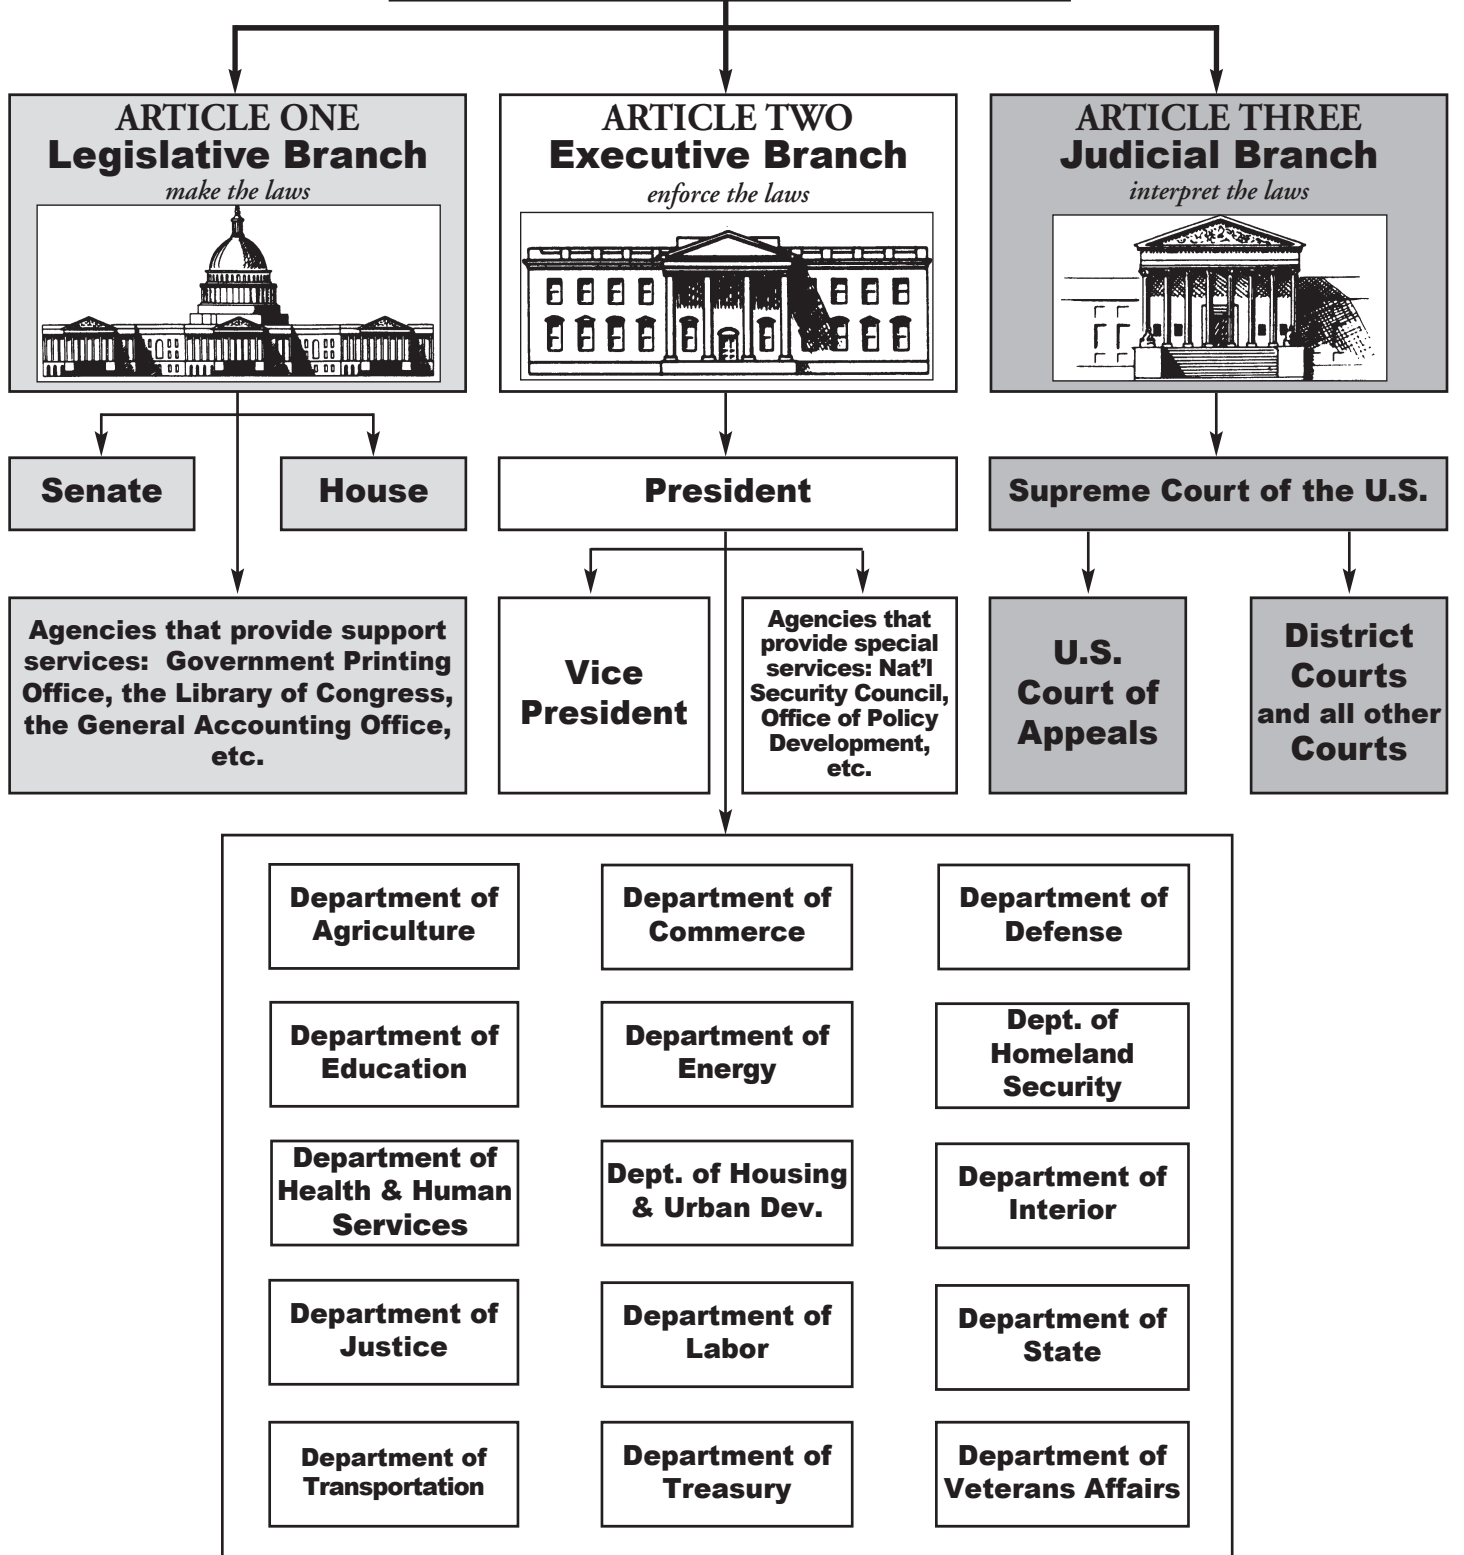 ARTICLE ONE
Legislative Branch
make the laws
ARTICLE TWO
Executive Branch
enforce the laws
ARTICLE THREE
Judicial Branch
interpret the laws
Senate
House
President
Supreme Court of the U.S.
Agencies that provide support
services: Government Printing
Office, the Library of Congress,
the General Accounting Office,
etc.
Vice
President
Agencies that
provide special
services: Nat'l
Security Council,
Office of Policy
Development,
etc.
U.S.
Court of
Appeals
District
Courts
and all other
Courts
Department of
Agriculture
Department of
Commerce
Department of
Defense
Department of
Education
Department of
Energy
Dept. of
Homeland
Security
Department of
Health & Human
Services
Dept. of Housing
& Urban Dev.
Department of
Interior
Department of
Justice
Department of
Labor
Department of
State
Department of
Transportation
Department of
Treasury
Department of
Veterans Affairs